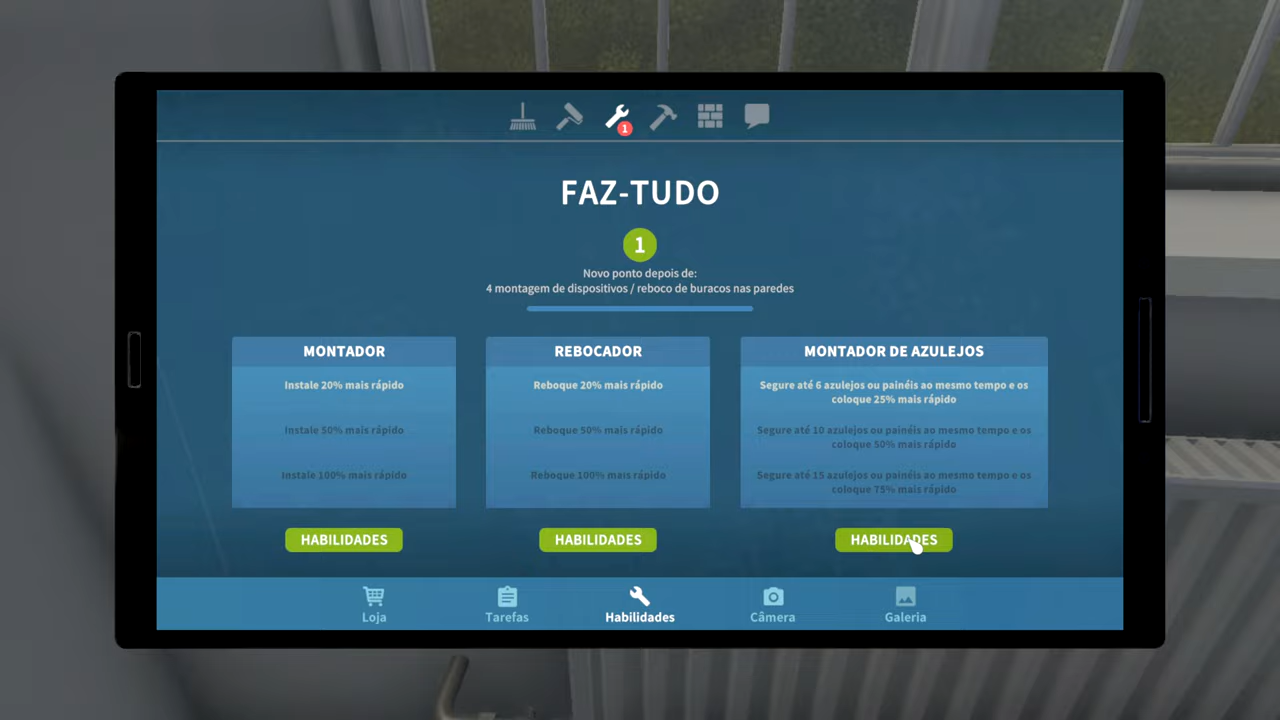 1
FAZ-TUDO
1
Novo ponto depois de:
4 montagem de dispositivos / reboco de buracos nas paredes
MONTADOR
Instale 20% mais rápido
Instale 50% mais rápido
Instale 100% mais rápido
HABILIDADES
REBOCADOR
Reboque 20% mais rápido
Reboque 50% mais rápido
Reboque 100% mais rápido
HABILIDADES
MONTADOR DE AZULEJOS
Segure até 6 azulejos ou painéis ao mesmo tempo e os
coloque 25% mais rápido
Segure até 10 azulejos ou painéis ao mesmo tempo e os
coloque 50% mais rápido
Segure até 15 azulejos ou painéis ao mesmo tempo e os
coloque 75% mais rápido
HABILIDADES
Loja
Tarefas
Habilidades
Câmera
Galeria